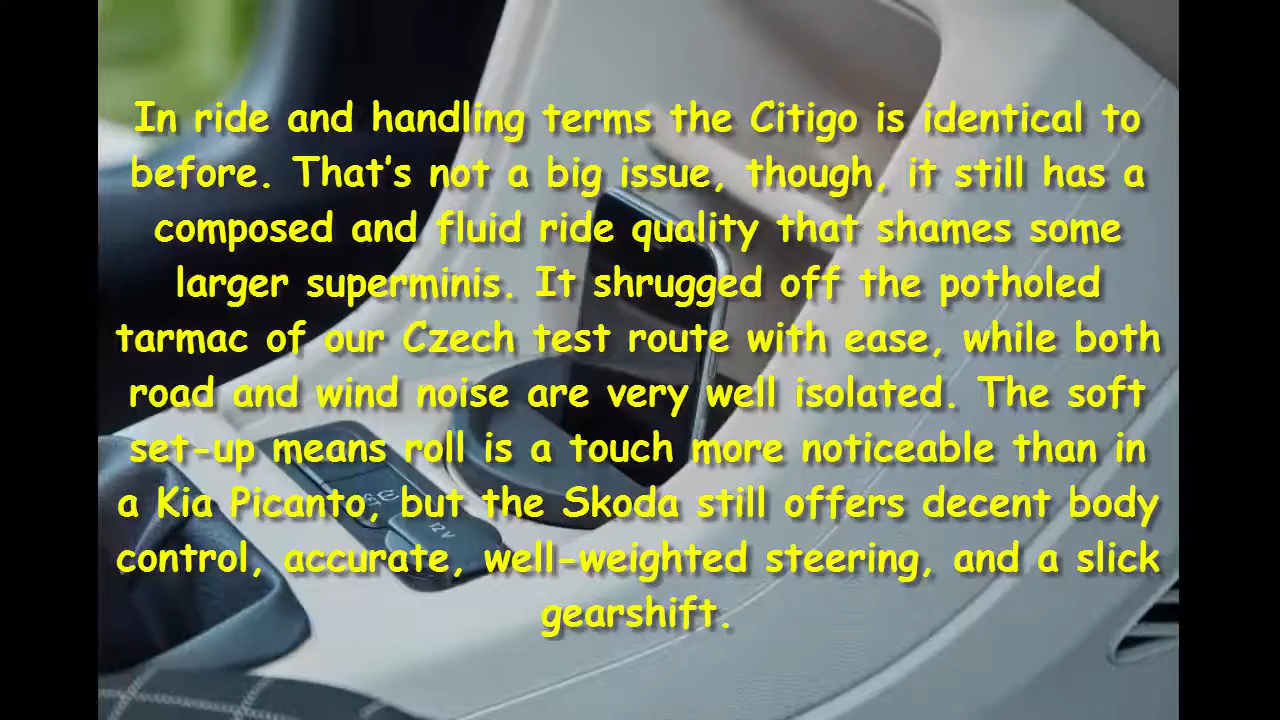 In ride and handling terms the Citigo is identical to
before. That’s not a big issue, though, it still has a
composed and fluid ride quality that shames some
larger superminis. It shrugged off the potholed
tarmac of our Czech test route with ease, while both
road and wind noise are very well isolated. The soft
set-up means roll is a touch more noticeable than in
a Kia Picanto, but the Skoda still offers decent body
control, accurate, well-weighted steering, and a slick
gearshift.
12V